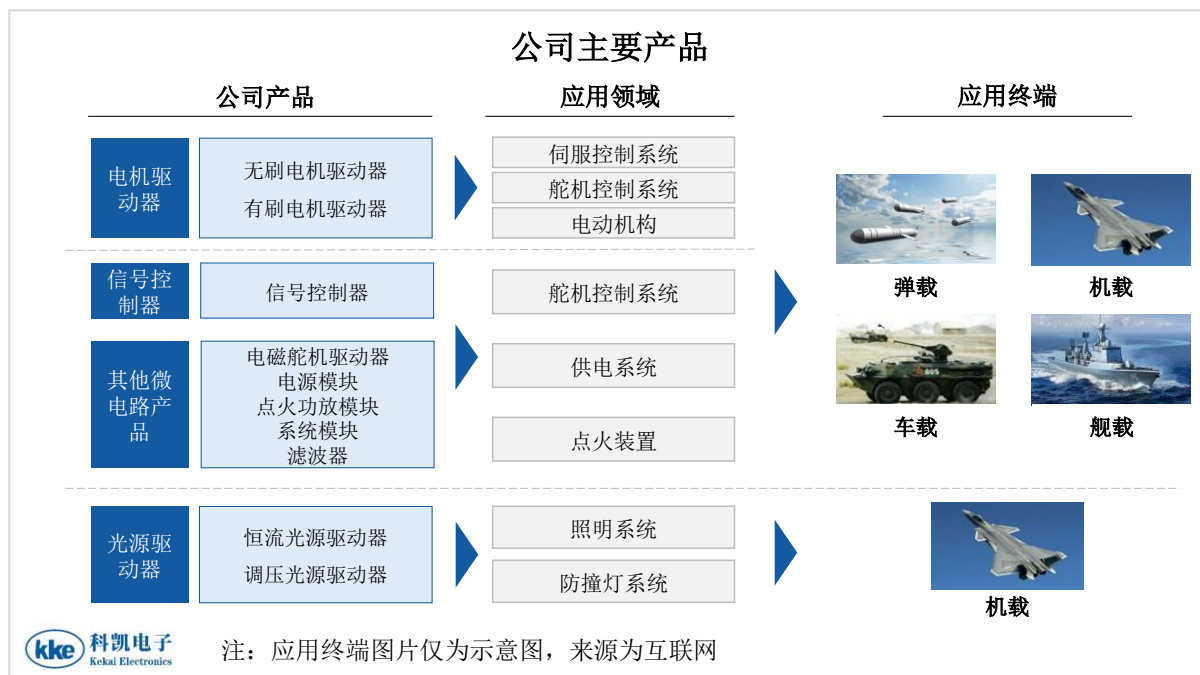 公司主要产品
公司产品
应用领域
应用终端
电机驱
动器
无刷电机驱动器
有刷电机驱动器
伺服控制系统
舵机控制系统
电动机构
信号控
制器
信号控制器
舵机控制系统
其他微
电路产
品
电磁舵机驱动器
电源模块
点火功放模块
系统模块
滤波器
供电系统
点火装置
弹载
机载
805
车载
舰载
光源驱
动器
恒流光源驱动器
调压光源驱动器
照明系统
防撞灯系统
机载
kke 科凯电子
Kekai Electronics
注：应用终端图片仅为示意图，来源为互联网